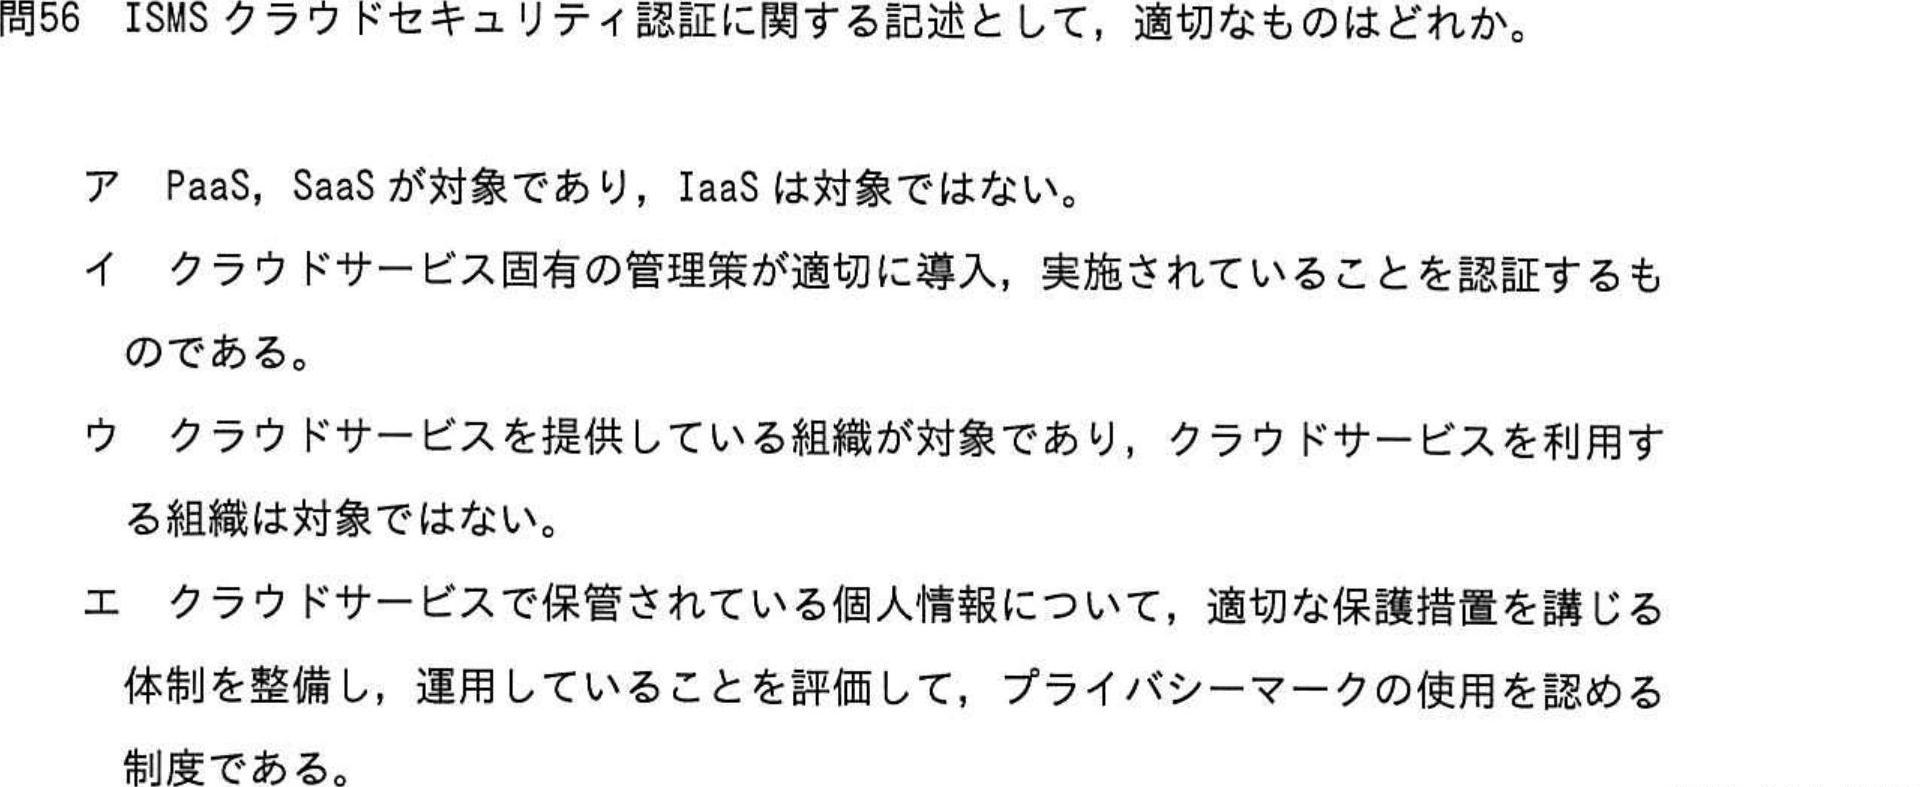 問56 ISMS クラウドセキュリティ認証に関する記述として，適切なものはどれか。
ア PaaS，SaaS が対象であり，IaaS は対象ではない。
イ クラウドサービス固有の管理策が適切に導入，実施されていることを認証するも
のである。
ウ クラウドサービスを提供している組織が対象であり，クラウドサービスを利用す
る組織は対象ではない。
エ クラウドサービスで保管されている個人情報について，適切な保護措置を講じる
体制を整備し，運用していることを評価して，プライバシーマークの使用を認める
制度である。